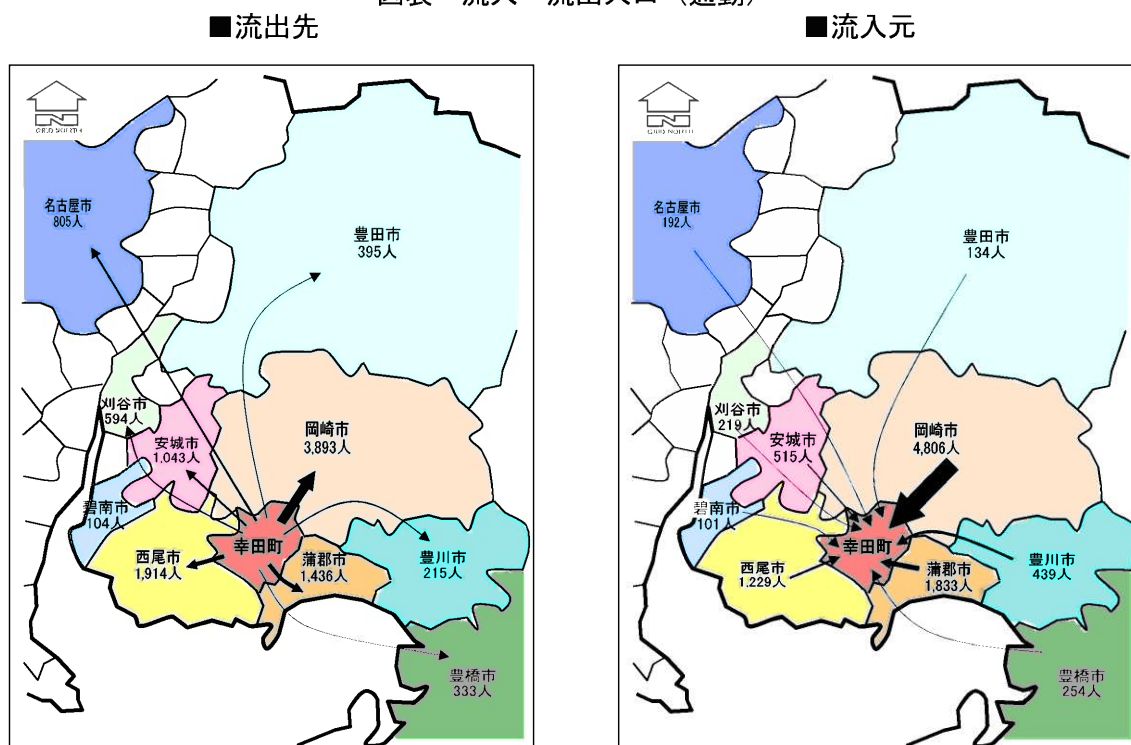 ■流出先
■流入元
GRID NORTH
名古屋市
805人
豊田市
395人
刈谷市
594人
安城市
1,043人
岡崎市
3,893人
碧南市
104人
西尾市
1,914人
幸田町
蒲郡市
1,436人
豊川市
215人
豊橋市
333人
GRID NORTH
名古屋市
192人
豊田市
134人
刈谷市
219人
安城市
515人
岡崎市
4,806人
碧南市
101人
西尾市
1,229人
幸田町
蒲郡市
1,833人
豊川市
439人
豊橋市
254人